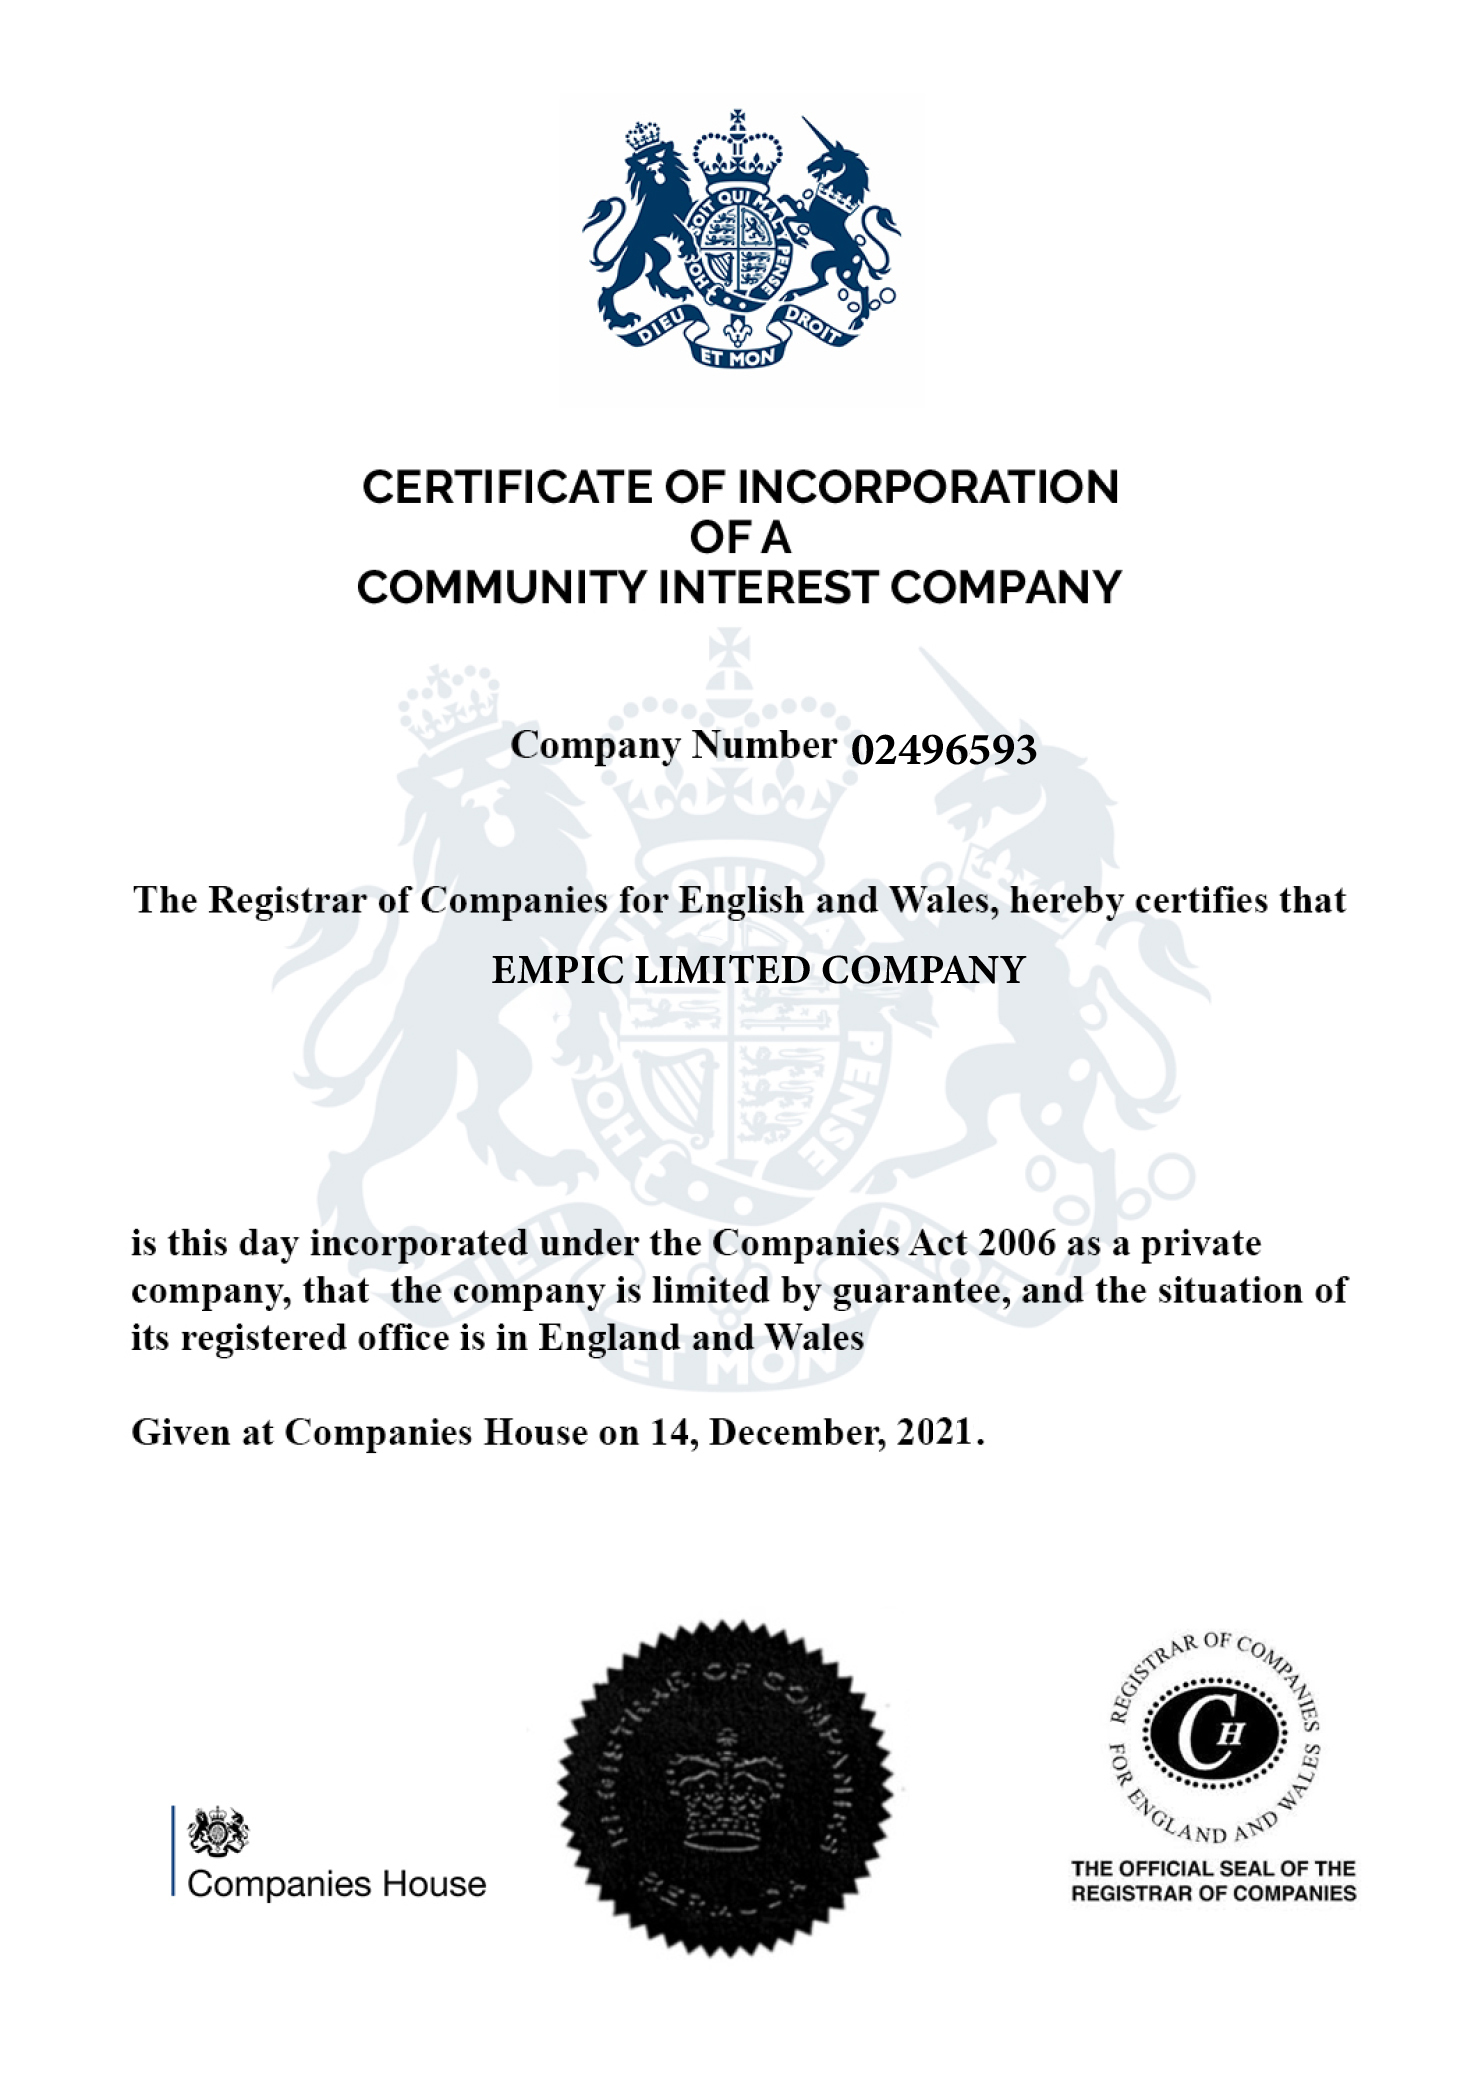 HONI SOIT QUI MAL Y PENSE
DIEU ET MON DROIT
CERTIFICATE OF INCORPORATION
OF A
COMMUNITY INTEREST COMPANY
Company Number 02496593
The Registrar of Companies for English and Wales, hereby certifies that
EMPIC LIMITED COMPANY
is this day incorporated under the Companies Act 2006 as a private
company, that the company is limited by guarantee, and the situation of
its registered office is in England and Wales
Given at Companies House on 14, December, 2021.
REGISTRAR OF COMPANIES
REGISTRAR OF COMPANIES
FOR ENGLAND AND WALES
CH
Companies House
THE OFFICIAL SEAL OF THE
REGISTRAR OF COMPANIES